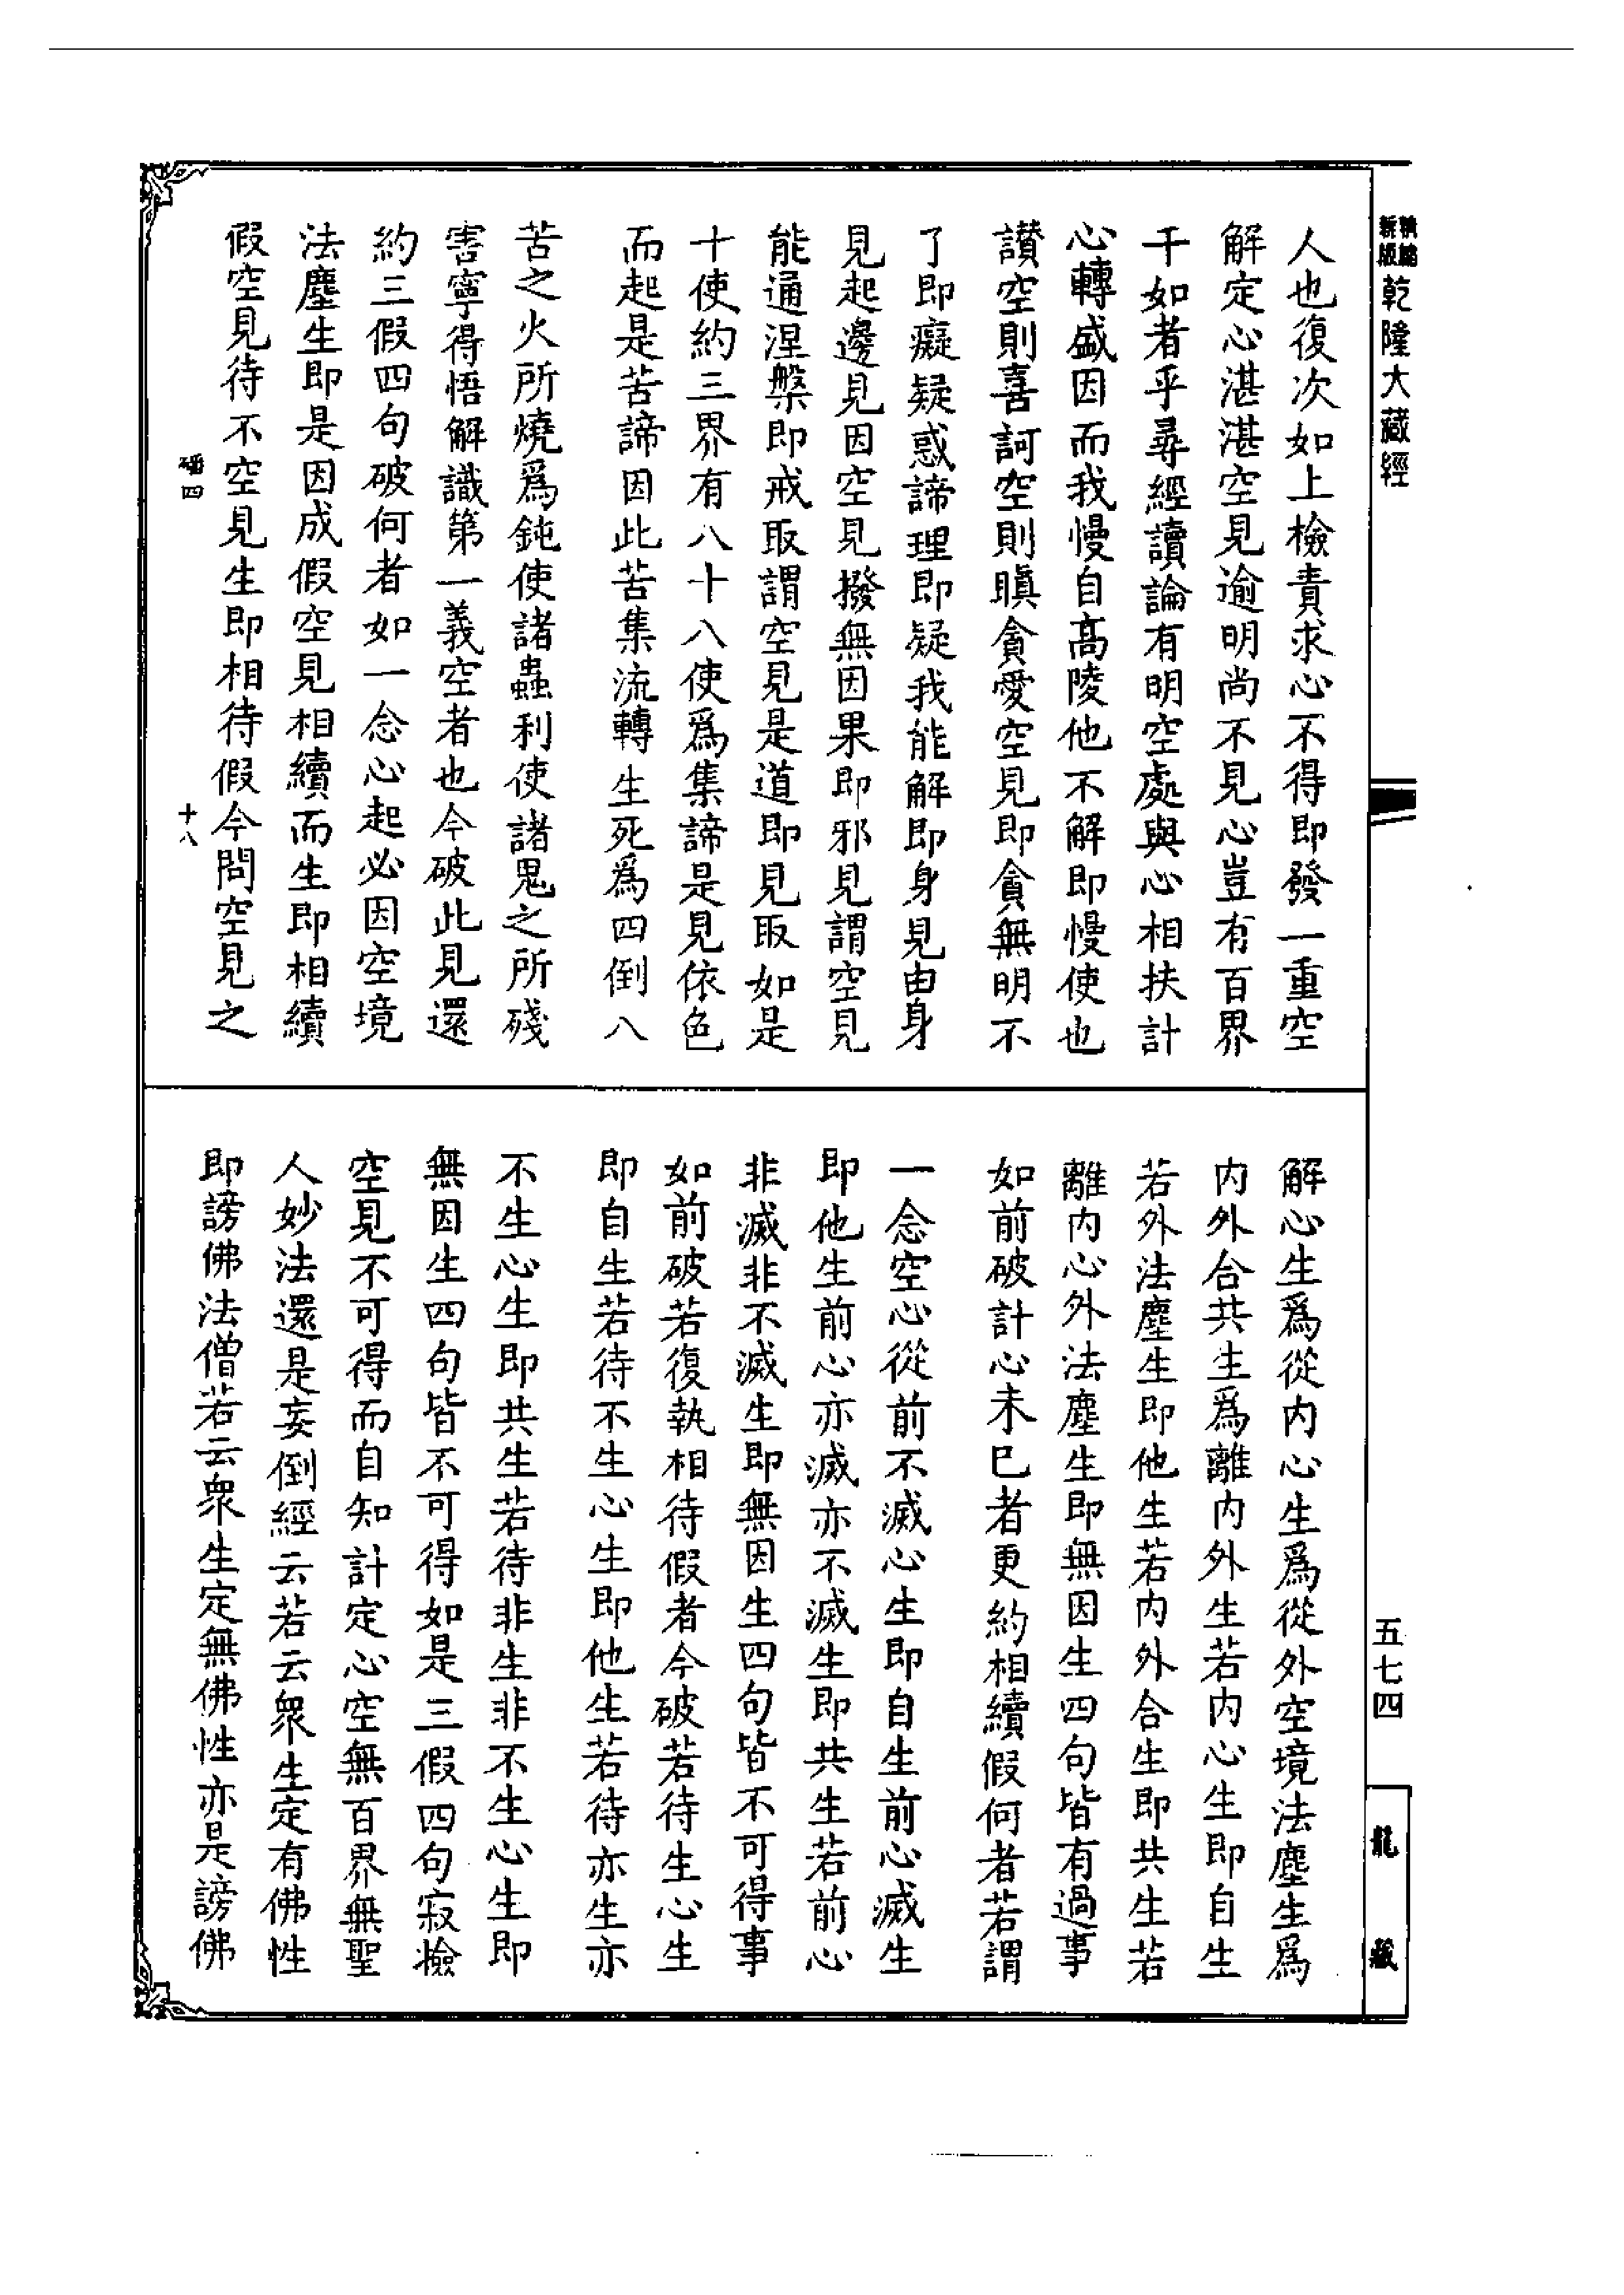 新編
新版
乾隆大藏經
人也復次如上檢責求心不得即發一重空
解定心湛湛空見逾明尚不見心豈有百界
千如者乎尋經讀論有明空處與心相扶計
心轉盛因而我慢自高陵他不解即慢使也
讃空則喜訶空則瞋貪愛空見即貪無明不
了即癡疑惑諦理即疑我能解即身見由身
見起邊見因空見撥無因果即邪見謂空見
能通涅槃即戒取謂空見是道即見取如是
十使約三界有八十八使爲集諦是見依色
而起是苦諦因此苦集流轉生死爲四倒八
苦之火所燒爲鈍使諸蟲利使諸鬼之所殘
害寧得悟解識第一義空者也今破此見還
約三假四句破何者如一念心起必因空境
法塵生即是因成假空見相續而生即相續
假空見待不空見生即相待假今問空見之
磻四
十八
解心生爲從内心生爲從外空境法塵生爲
内外合共生爲離内外生若内心生即自生
若外法塵生即他生若内外合生即共生若
離内心外法塵生即無因生四句皆有過事
如前破計心未已者更約相續假何者若謂
一念空心從前不滅心生即自生前心滅生
即他生前心亦滅亦不滅生即共生若前心
非滅非不滅生即無因生四句皆不可得事
如前破若復執相待假者今破若待生心生
即自生若待不生心生即他生若待亦生亦
不生心生即共生若待非生非不生心生即
無因生四句皆不可得如是三假四句寂撿
空見不可得而自知計定心空無百界無聖
人妙法還是妄倒經云若云衆生定有佛性
即謗佛法僧若云衆生定無佛性亦是謗佛
五七四
龍藏